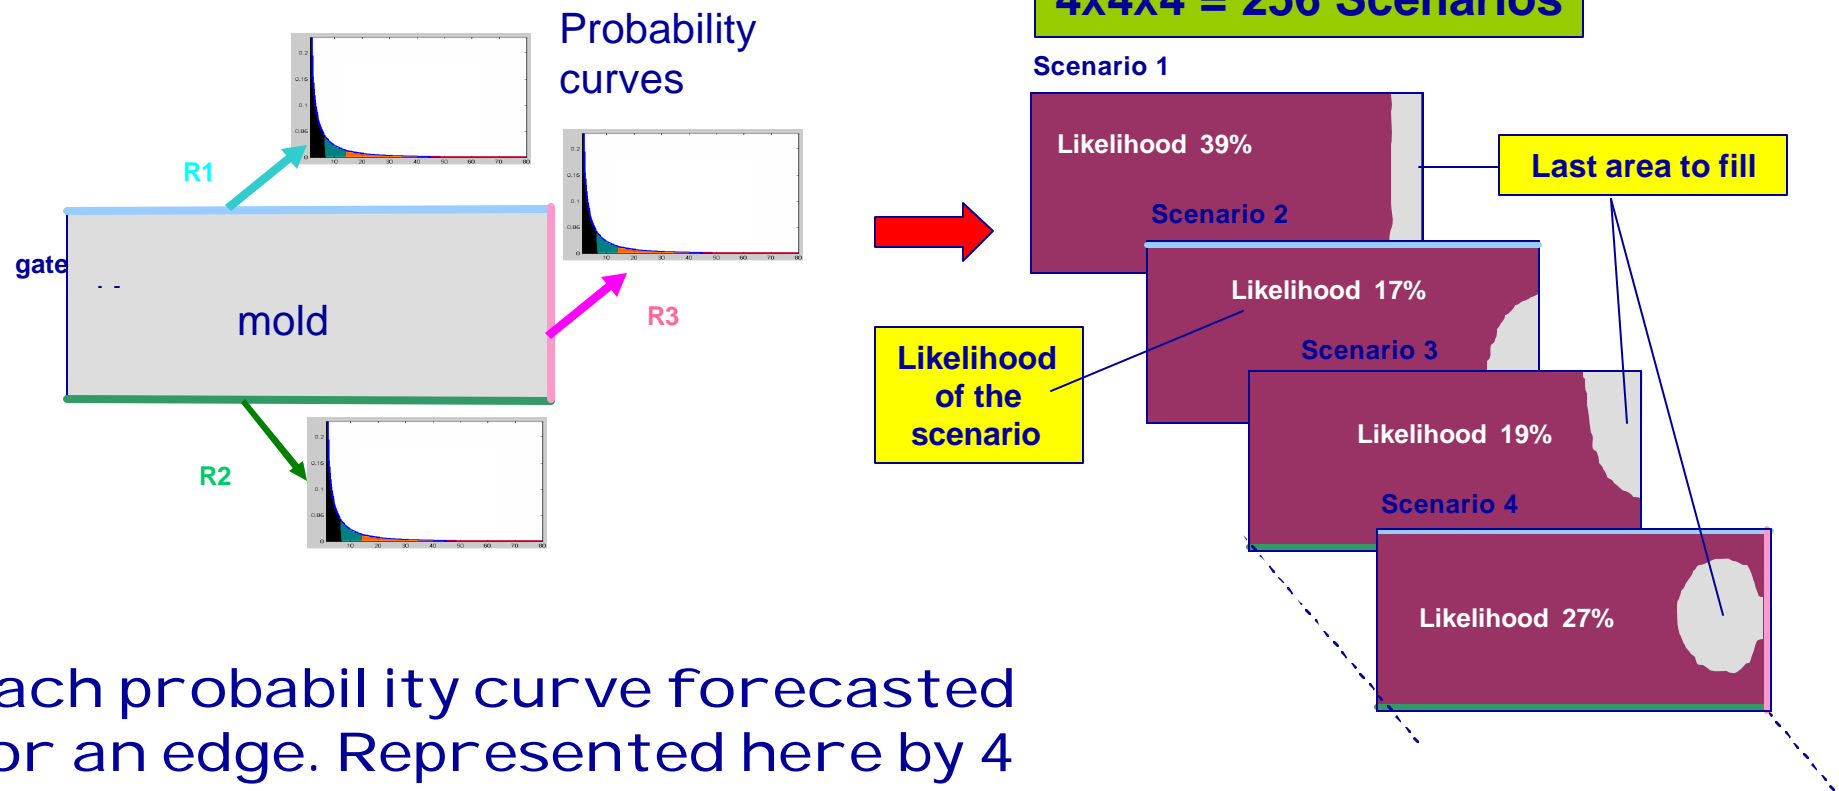 Probability
curves
4x4x4 = 256 Scenarios
Scenario 1
Likelihood 39%
Last area to fill
R1
Scenario 2
gate
Likelihood 17%
mold
R3
Scenario 3
Likelihood
of the
scenario
Likelihood 19%
R2
Scenario 4
Likelihood 27%
ach probability curve forecasted
or an edge. Represented here by 4